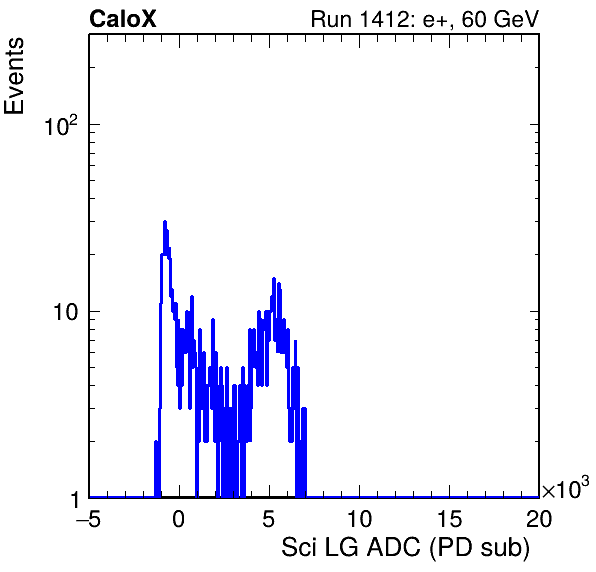 CaloX Run 1412: e+, 60 GeV
Events
10²
10
1
−5 0 5 10 15 20 ×10³
Sci LG ADC (PD sub)